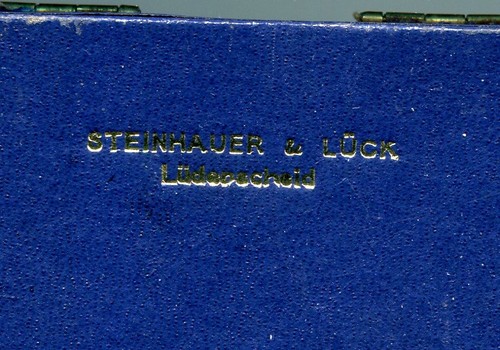 STEINHAUER & LÜCK
Lüdenscheid